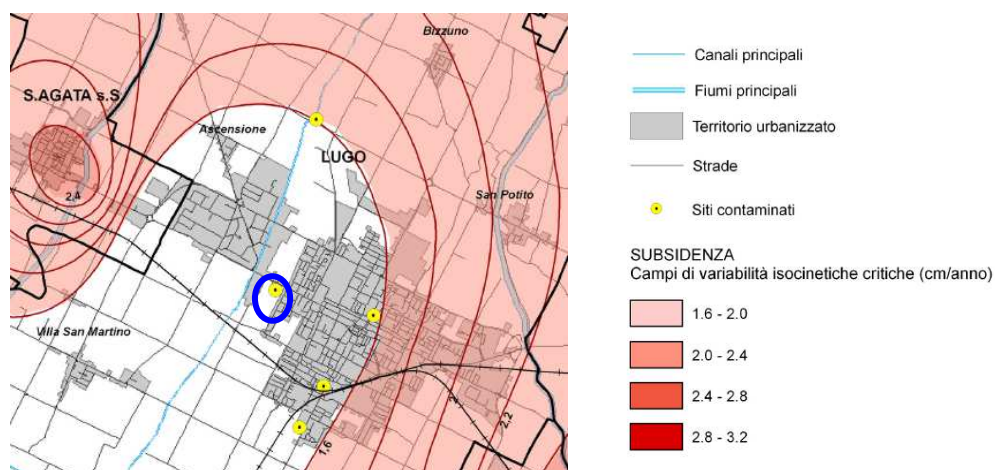 Bizzuno
S.AGATA s.S
Ascensione
LUGO
San Potito
2,4
Villa San Martino
2
2,2
1,6
Canali principali
Fiumi principali
Territorio urbanizzato
Strade
Siti contaminati
SUBSIDENZA
Campi di variabilità isocinetiche critiche (cm/anno)
1.6 - 2.0
2.0 - 2.4
2.4 - 2.8
2.8 - 3.2